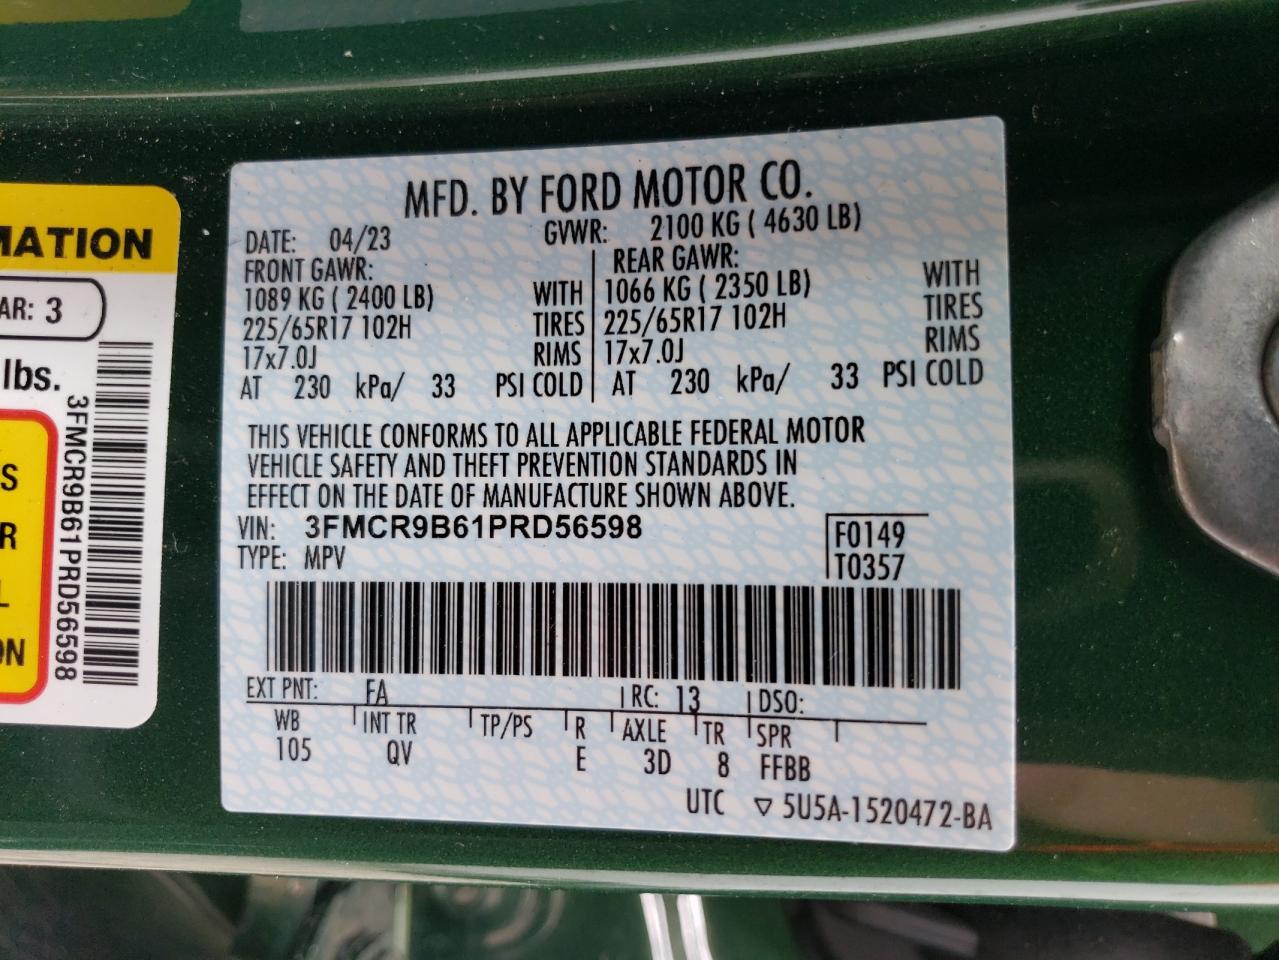 MATION
AR: 3
lbs.
S
R
L
ON
3FMCR9B61PRD56598
MFD. BY FORD MOTOR CO.
DATE: 04/23 GVWR: 2100 KG ( 4630 LB)
FRONT GAWR: REAR GAWR:
1089 KG ( 2400 LB) WITH 1066 KG ( 2350 LB) WITH
225/65R17 102H TIRES 225/65R17 102H TIRES
17x7.0J RIMS 17x7.0J RIMS
AT 230 kPa/ 33 PSI COLD AT 230 kPa/ 33 PSI COLD
THIS VEHICLE CONFORMS TO ALL APPLICABLE FEDERAL MOTOR
VEHICLE SAFETY AND THEFT PREVENTION STANDARDS IN
EFFECT ON THE DATE OF MANUFACTURE SHOWN ABOVE.
VIN: 3FMCR9B61PRD56598 F0149
TYPE: MPV T0357
EXT PNT: FA RC: 13 DSO:
WB INT TR TP/PS R AXLE TR SPR
105 QV E 3D 8 FFBB
UTC ▽ 5U5A-1520472-BA